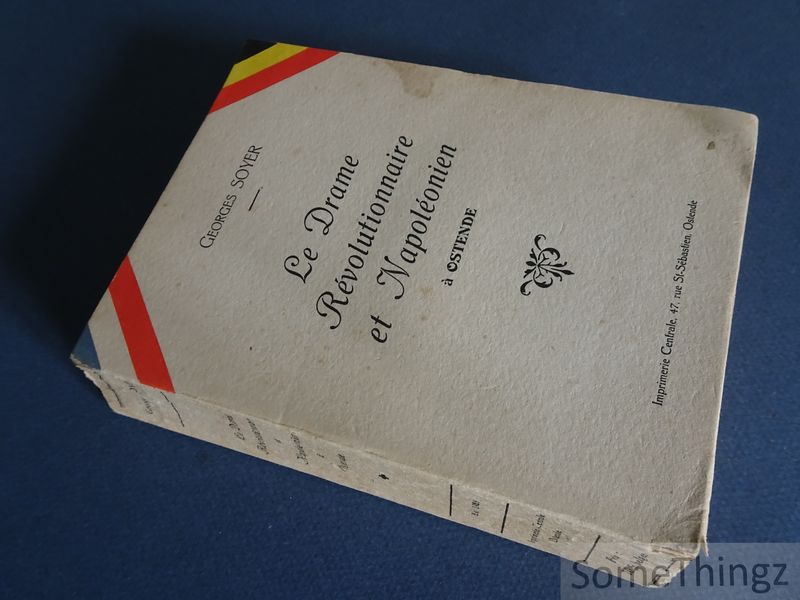 GEORGES SOYER
Le Drame
Révolutionnaire
et Napoléonien
à OSTENDE
Imprimerie Centrale, 47, rue St-Sébastien, Ostende
SomeThingz